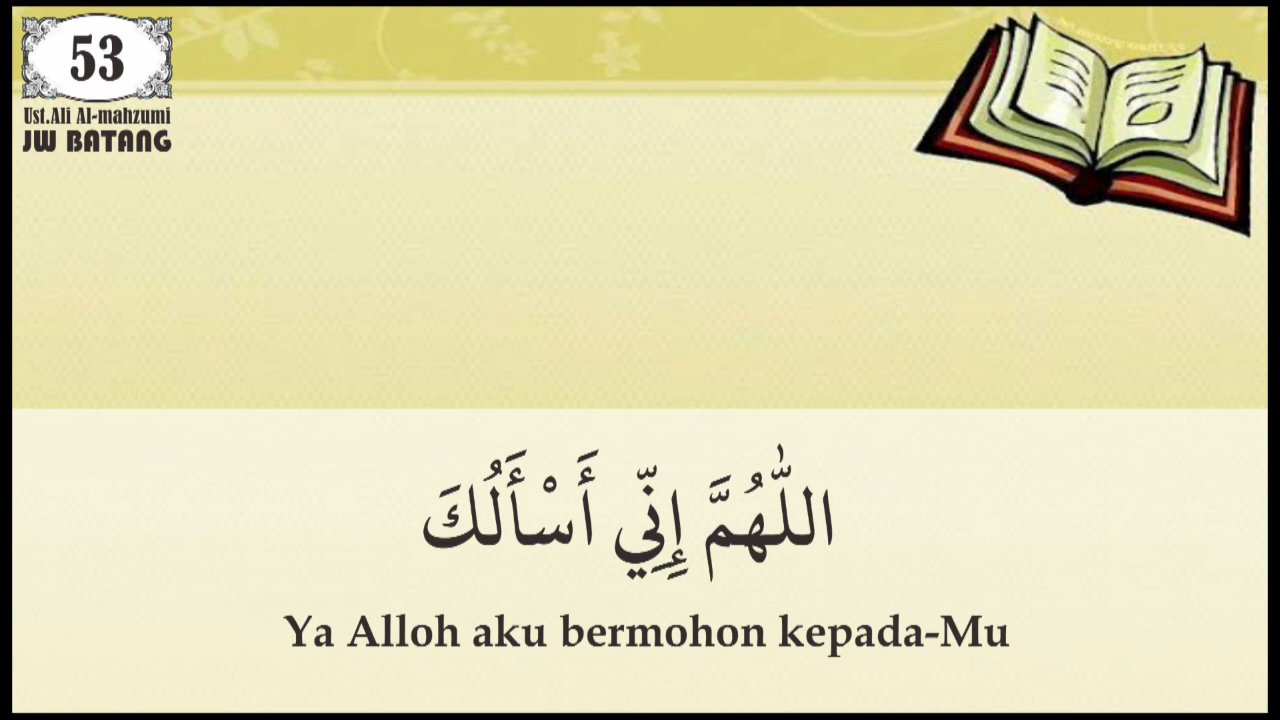 53
Ust.Ali Al-mahzumi
JW BATANG
اللّٰهُمَّ إِنِّي أَسْأَلُكَ
Ya Alloh aku bermohon kepada-Mu